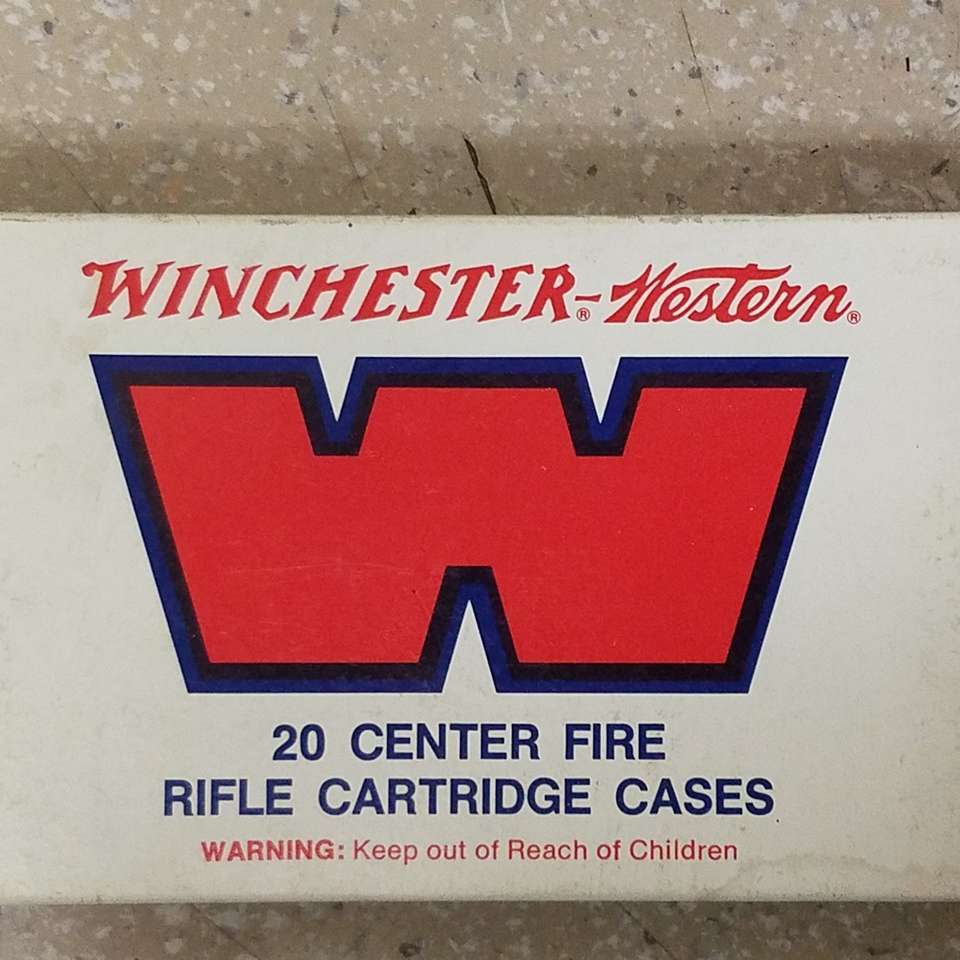 WINCHESTER®-Western®
W
20 CENTER FIRE
RIFLE CARTRIDGE CASES
WARNING: Keep out of Reach of Children